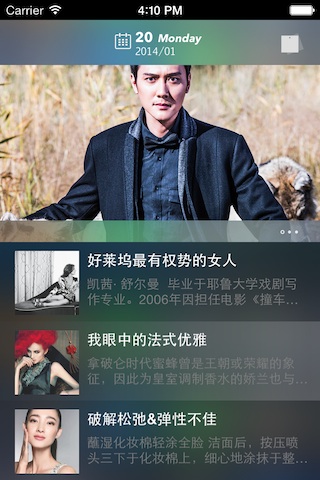 Carrier 4:10 PM
20 Monday
2014/01
好莱坞最有权势的女人
凯茜· 舒尔曼 毕业于耶鲁大学戏剧写
作专业。2006年因担任电影《撞车...
我眼中的法式优雅
拿破仑时代蜜蜂曾是王朝或荣耀的象
征，因此为皇室调制香水的娇兰也与...
破解松弛&弹性不佳
蘸湿化妆棉轻涂全脸 洁面后，按压喷
头三下于化妆棉上，细心地涂抹于整...